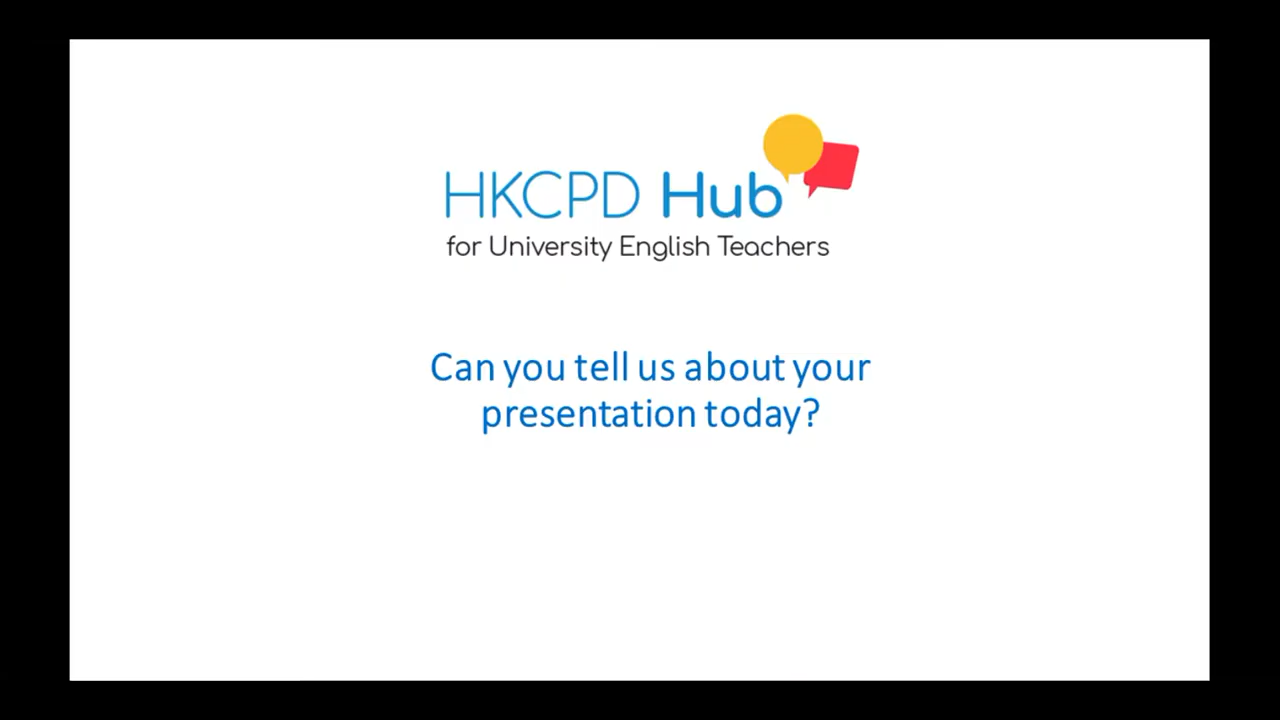 HKCPD Hub
for University English Teachers
Can you tell us about your
presentation today?